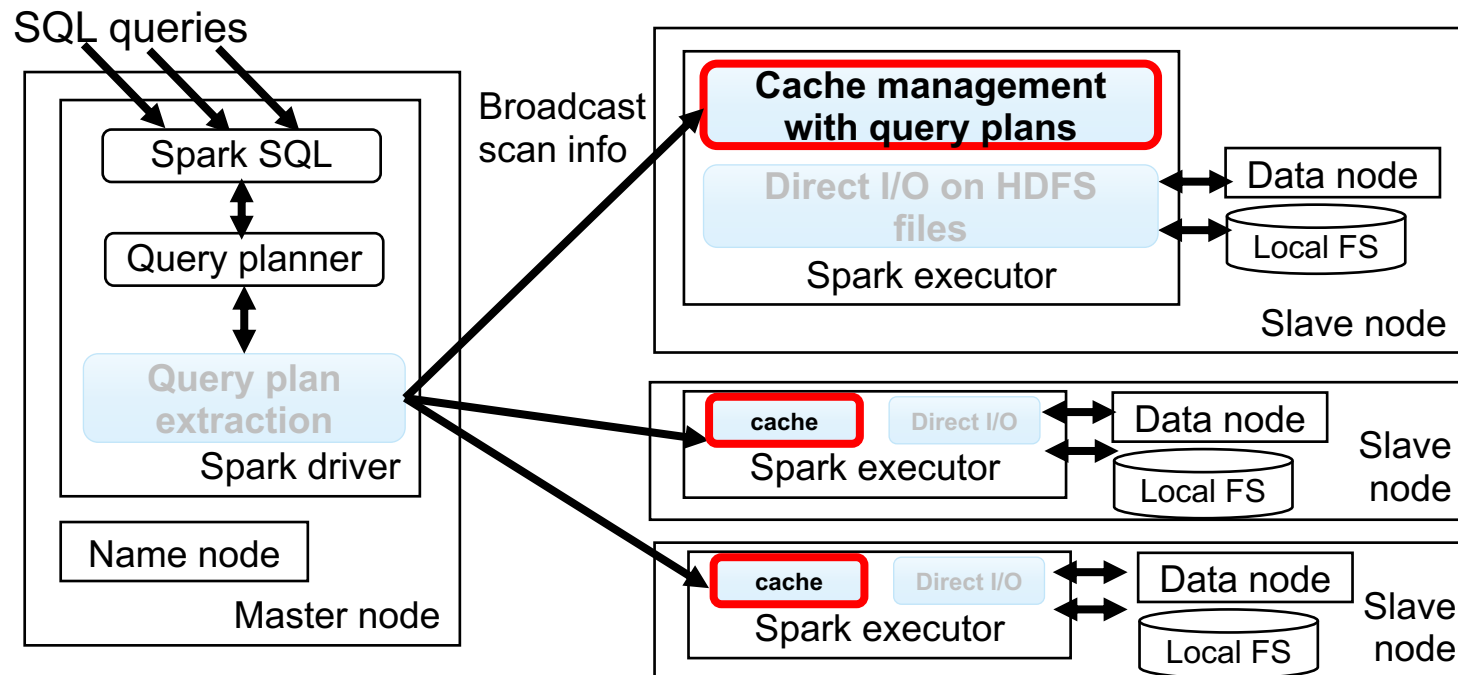 SQL queries
Spark SQL
Query planner
Query plan
extraction
Spark driver
Name node
Master node
Broadcast
scan info
Cache management
with query plans
Direct I/O on HDFS
files
Spark executor
Data node
Local FS
Slave node
cache
Direct I/O
Spark executor
Data node
Local FS
Slave
node
cache
Direct I/O
Spark executor
Data node
Local FS
Slave
node